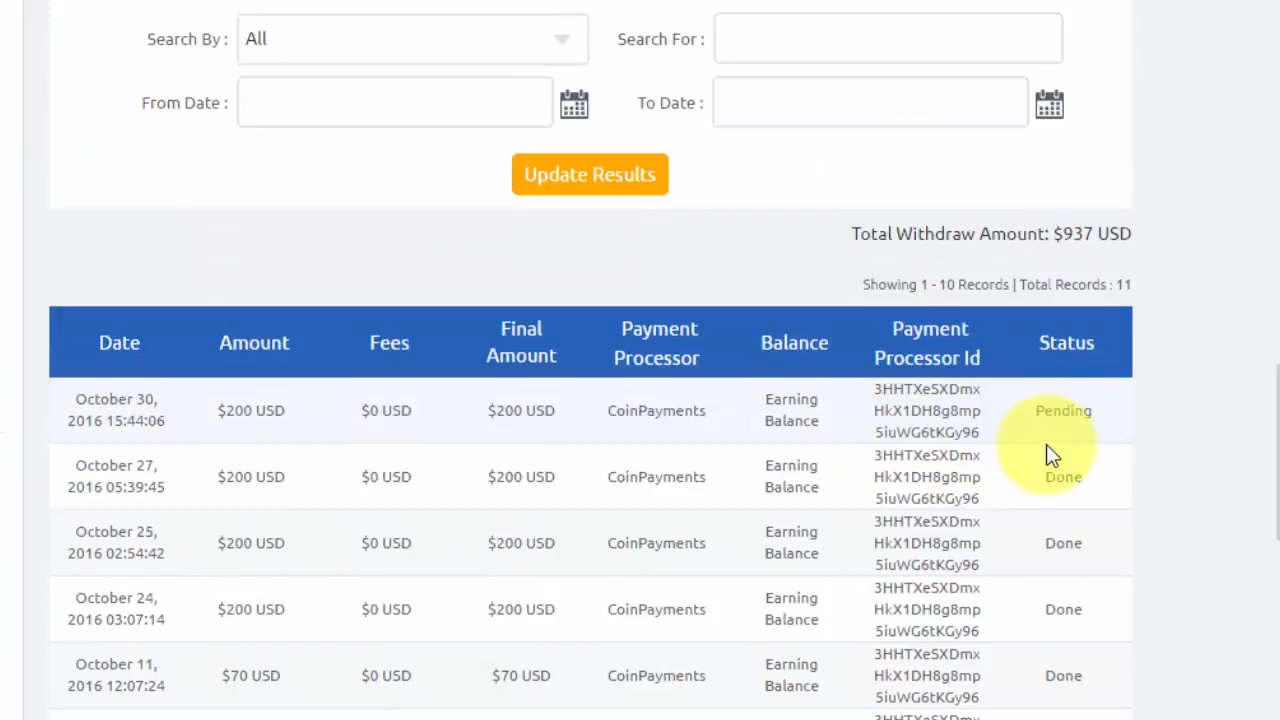 Search By : All Search For :
From Date : To Date :
Update Results
Total Withdraw Amount: $937 USD
Showing 1 - 10 Records | Total Records : 11
Date Amount Fees Final Amount Payment Processor Balance Payment Processor Id Status
October 30, 2016 15:44:06 $200 USD $0 USD $200 USD CoinPayments Earning Balance 3HHTXeSXDmx HkX1DH8g8mp 5iuWG6tKGy96 Pending
October 27, 2016 05:39:45 $200 USD $0 USD $200 USD CoinPayments Earning Balance 3HHTXeSXDmx HkX1DH8g8mp 5iuWG6tKGy96 Done
October 25, 2016 02:54:42 $200 USD $0 USD $200 USD CoinPayments Earning Balance 3HHTXeSXDmx HkX1DH8g8mp 5iuWG6tKGy96 Done
October 24, 2016 03:07:14 $200 USD $0 USD $200 USD CoinPayments Earning Balance 3HHTXeSXDmx HkX1DH8g8mp 5iuWG6tKGy96 Done
October 11, 2016 12:07:24 $70 USD $0 USD $70 USD CoinPayments Earning Balance 3HHTXeSXDmx HkX1DH8g8mp 5iuWG6tKGy96 Done